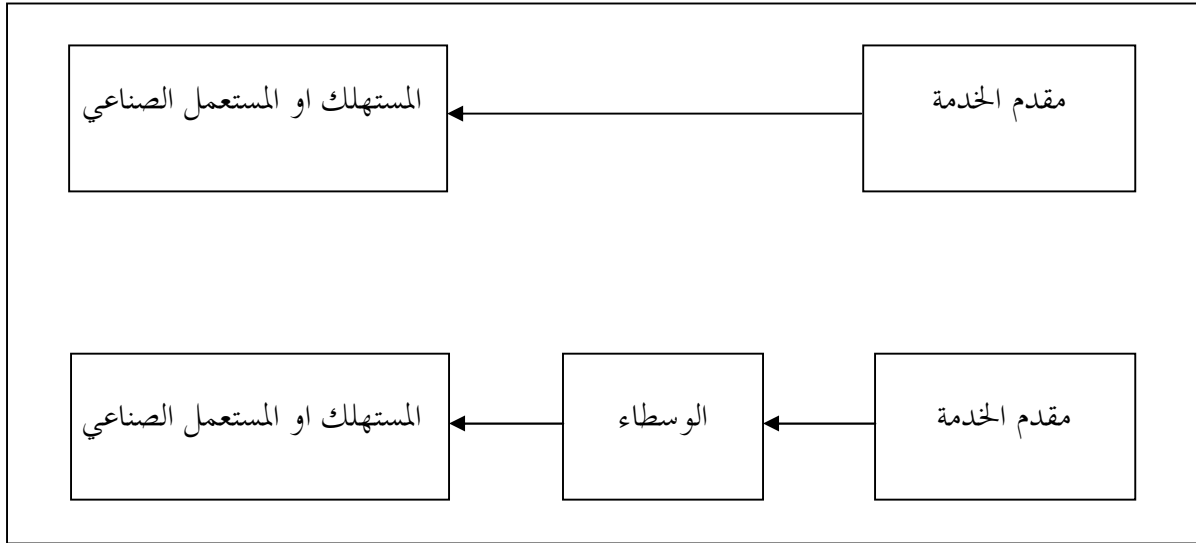 مقدم الخدمة
المستهلك او المستعمل الصناعي
مقدم الخدمة
الوسطاء
المستهلك او المستعمل الصناعي